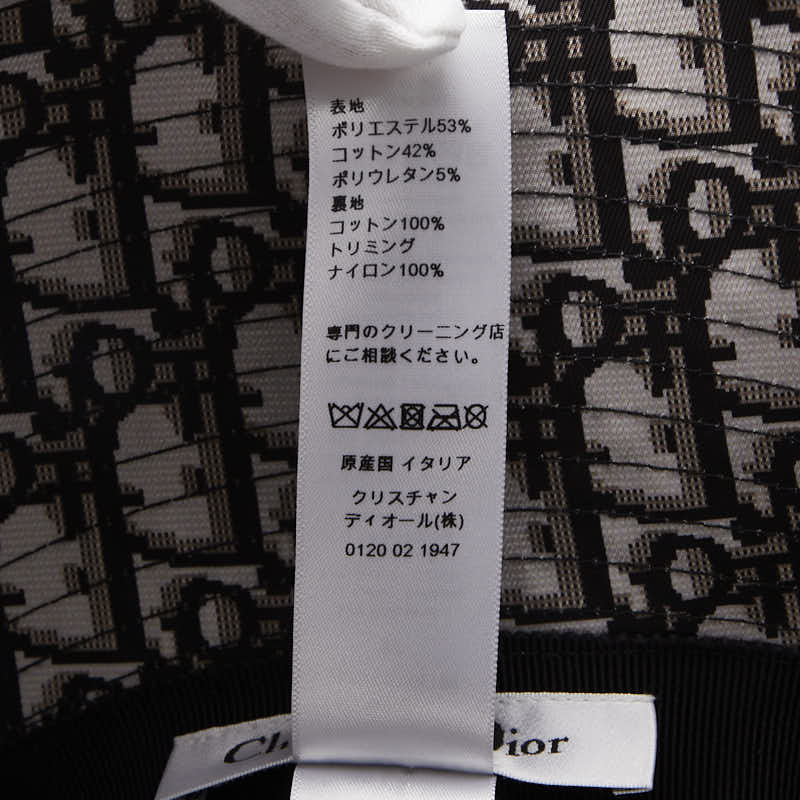 表地
ポリエステル53%
コットン42%
ポリウレタン5%
裏地
コットン100%
トリミング
ナイロン100%
専門のクリーニング店
にご相談ください。
原産国 イタリア
クリスチャン
ディオール(株)
0120 02 1947
Ch Dior